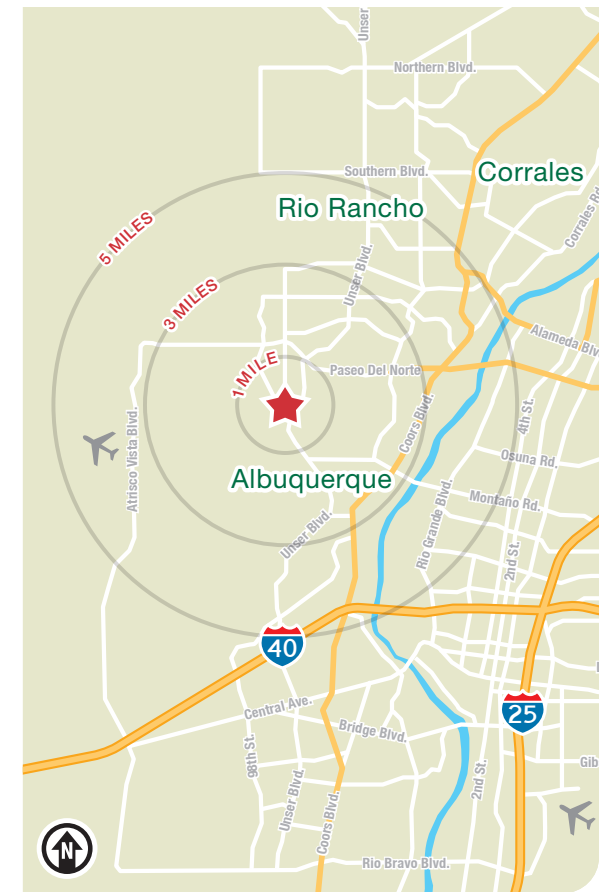 Unser
Northern Blvd.
Southern Blvd.
Corrales
Rio Rancho
Corrales Rd.
5 MILES
Unser Blvd.
3 MILES
Alameda Blv
1 MILE
Paseo Del Norte
Coors Blvd.
4th St.
Atrisco Vista Blvd.
Osuna Rd.
Albuquerque
Montaño Rd.
Rio Grande Blvd.
Unser Blvd.
2nd St.
40
25
Central Ave.
Bridge Blvd.
98th St.
Gib
2nd St.
Unser Blvd.
Coors Blvd.
N
Rio Bravo Blvd.